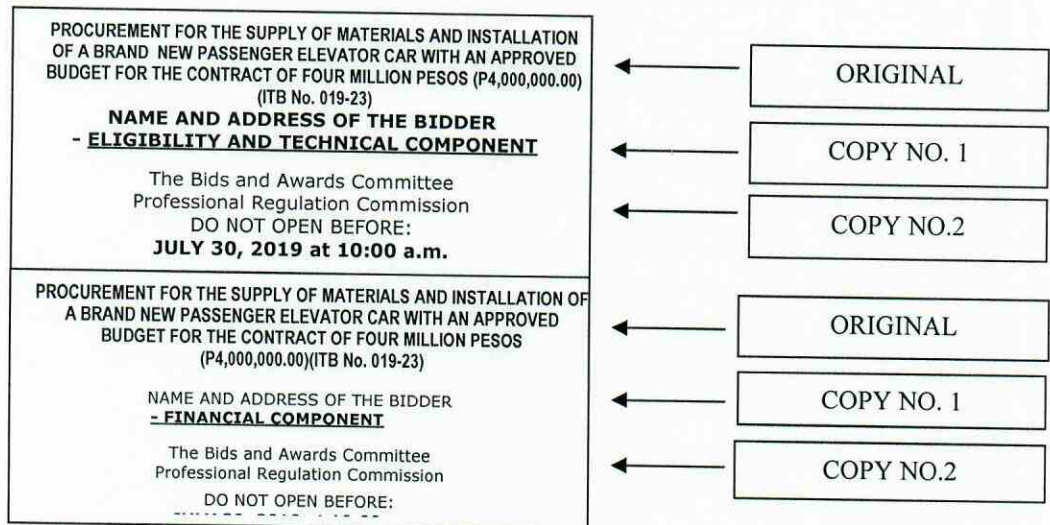 PROCUREMENT FOR THE SUPPLY OF MATERIALS AND INSTALLATION
OF A BRAND NEW PASSENGER ELEVATOR CAR WITH AN APPROVED
BUDGET FOR THE CONTRACT OF FOUR MILLION PESOS (P4,000,000.00)
(ITB No. 019-23)
NAME AND ADDRESS OF THE BIDDER
- ELIGIBILITY AND TECHNICAL COMPONENT
The Bids and Awards Committee
Professional Regulation Commission
DO NOT OPEN BEFORE:
JULY 30, 2019 at 10:00 a.m.
ORIGINAL
COPY NO. 1
COPY NO.2
PROCUREMENT FOR THE SUPPLY OF MATERIALS AND INSTALLATION OF
A BRAND NEW PASSENGER ELEVATOR CAR WITH AN APPROVED
BUDGET FOR THE CONTRACT OF FOUR MILLION PESOS
(P4,000,000.00)(ITB No. 019-23)
NAME AND ADDRESS OF THE BIDDER
- FINANCIAL COMPONENT
The Bids and Awards Committee
Professional Regulation Commission
DO NOT OPEN BEFORE:
ORIGINAL
COPY NO. 1
COPY NO.2